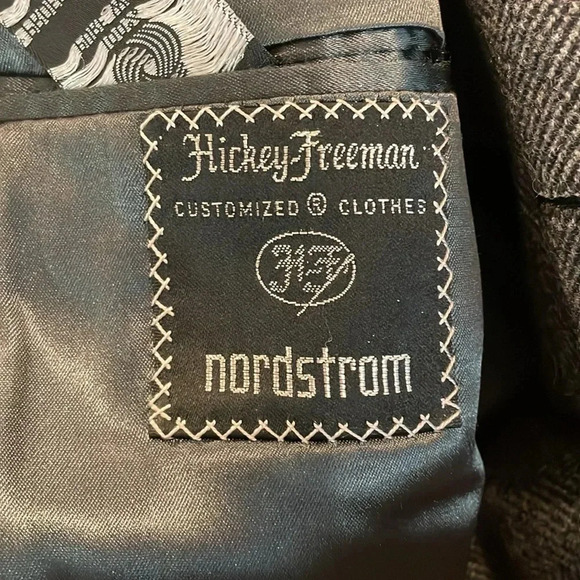 Hickey-Freeman
CUSTOMIZED ® CLOTHES
HF
nordstrom